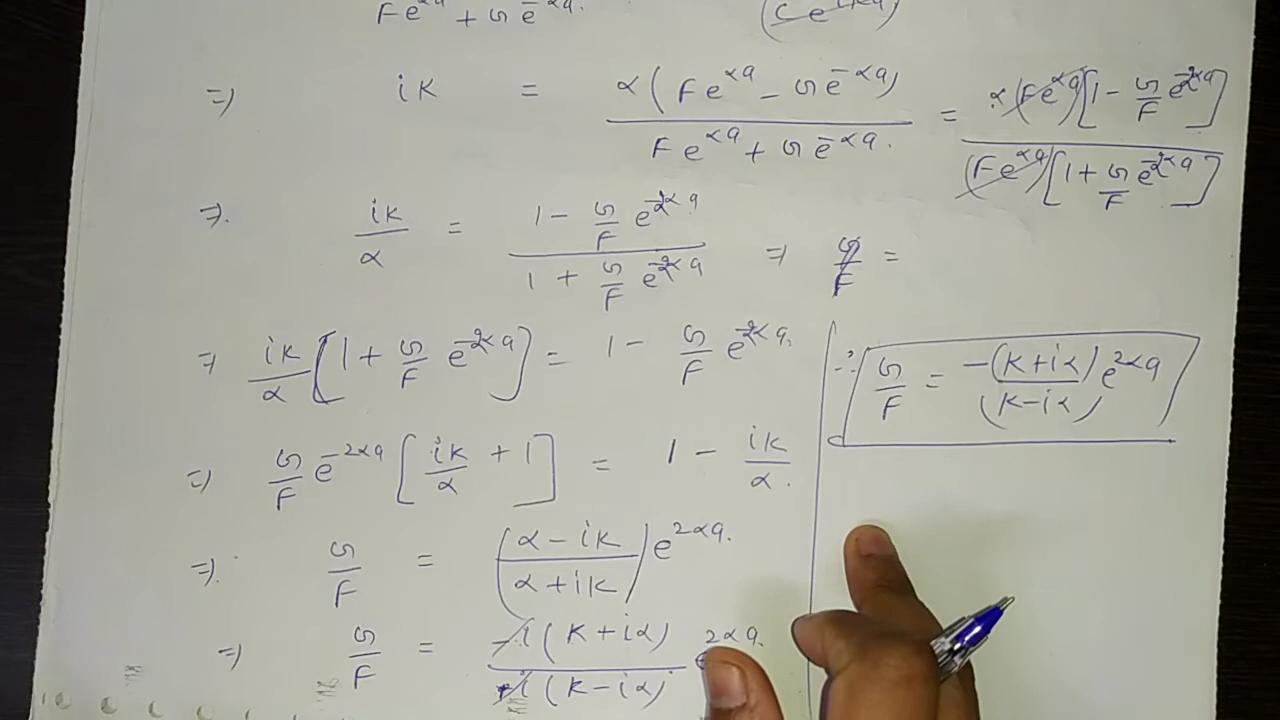 Fe^{αa} + G e^{-αa}. (C e^{ika})
⇒ ik = α(Fe^{αa} - G e^{-αa}) / (Fe^{αa} + G e^{-αa}.) = α(Fe^{αa})[1 - G/F e^{-2αa}] / (Fe^{αa})[1 + G/F e^{-2αa}]
⇒. ik/α = (1 - G/F e^{-2αa}) / (1 + G/F e^{-2αa}) ⇒ G/F =
⇒ ik/α [1 + G/F e^{-2αa}] = 1 - G/F e^{-2αa}.
∴ G/F = -(k+iα)/(k-iα) e^{2αa}
⇒ G/F e^{-2αa} [ik/α + 1] = 1 - ik/α.
⇒. G/F = ((α - ik)/(α + ik)) e^{2αa}.
⇒ G/F = -i(k+iα) / i(k-iα) e^{2αa}.